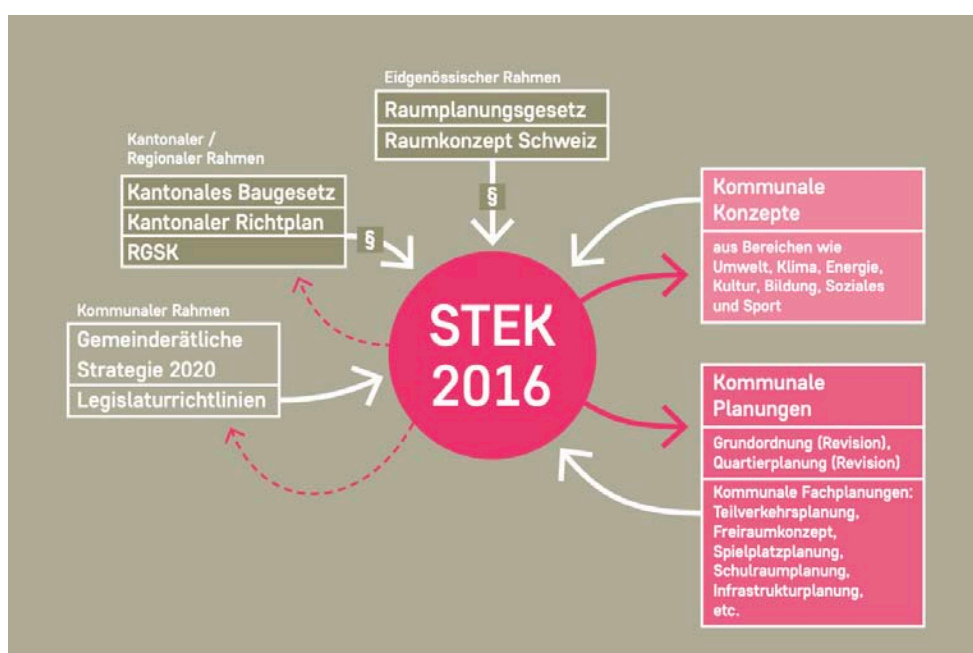 Eidgenössischer Rahmen
Raumplanungsgesetz
Raumkonzept Schweiz
§
Kantonaler /
Regionaler Rahmen
Kantonales Baugesetz
Kantonaler Richtplan
RGSK
§
Kommunaler Rahmen
Gemeinderätliche
Strategie 2020
Legislaturrichtlinien
STEK
2016
Kommunale
Konzepte
aus Bereichen wie
Umwelt, Klima, Energie,
Kultur, Bildung, Soziales
und Sport
Kommunale
Planungen
Grundordnung (Revision),
Quartierplanung (Revision)
Kommunale Fachplanungen:
Teilverkehrsplanung,
Freiraumkonzept,
Spielplatzplanung,
Schulraumplanung,
Infrastrukturplanung,
etc.